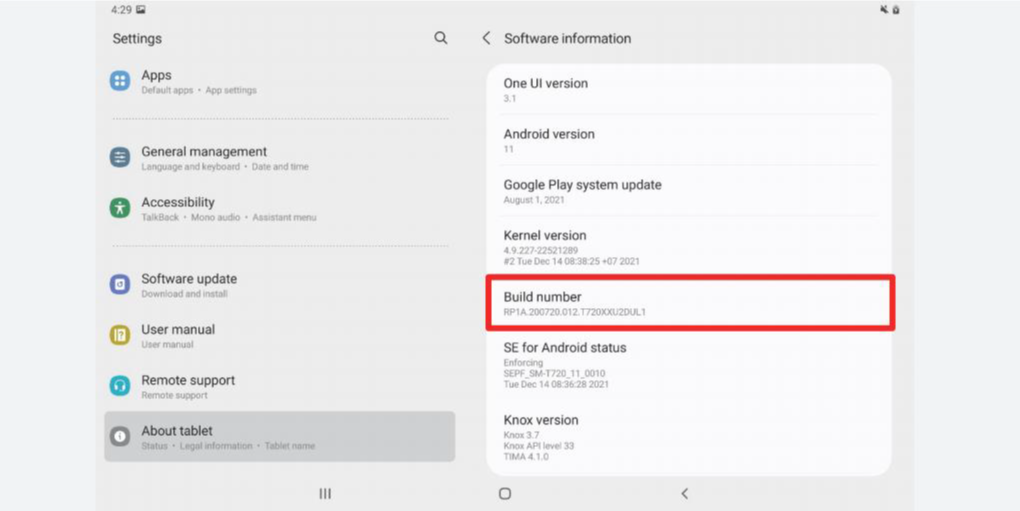 4:29
Settings
Apps
Default apps • App settings
General management
Language and keyboard • Date and time
Accessibility
TalkBack • Mono audio • Assistant menu
Software update
Download and install
User manual
User manual
Remote support
Remote support
About tablet
Status • Legal information • Tablet name
Software information
One UI version
3.1
Android version
11
Google Play system update
August 1, 2021
Kernel version
4.9.227-22521289
#2 Tue Dec 14 08:38:25 +07 2021
Build number
RP1A.200720.012.T720XXU2DUL1
SE for Android status
Enforcing
SEPF_SM-T720_11_0010
Tue Dec 14 08:36:28 2021
Knox version
Knox 3.7
Knox API level 33
TIMA 4.1.0